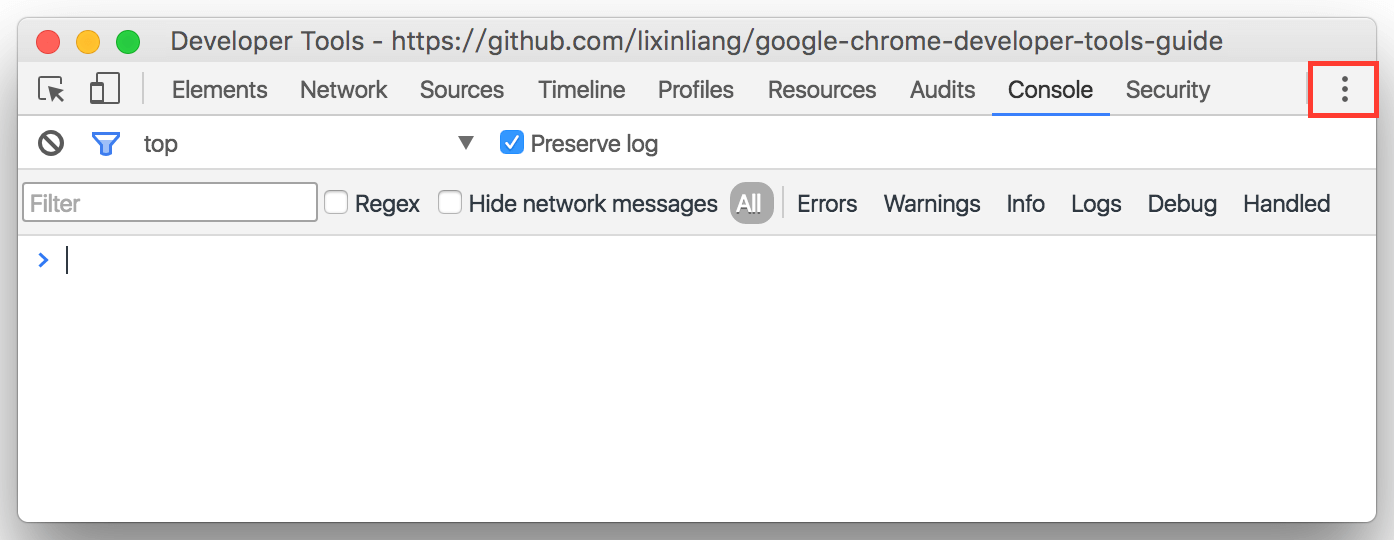 Developer Tools - https://github.com/lixinliang/google-chrome-developer-tools-guide
Elements Network Sources Timeline Profiles Resources Audits Console Security
top Preserve log
Filter Regex Hide network messages All Errors Warnings Info Logs Debug Handled
>